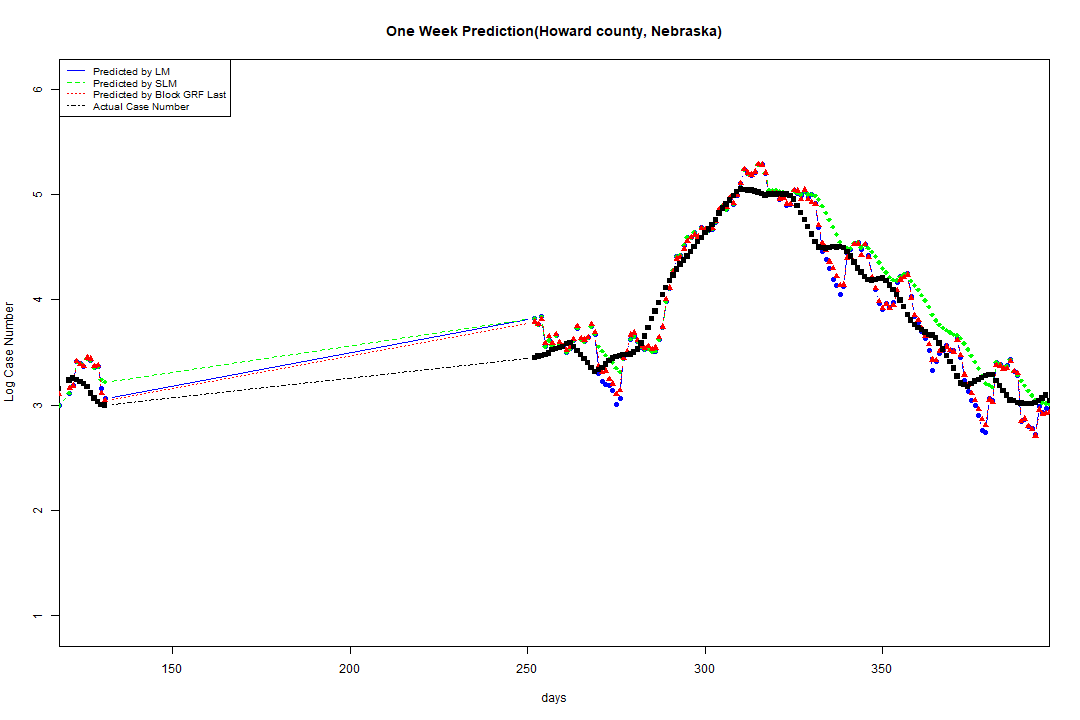 One Week Prediction(Howard county, Nebraska)
Predicted by LM
Predicted by SLM
Predicted by Block GRF Last
Actual Case Number
Log Case Number
6
5
4
3
2
1
150
200
250
300
350
days